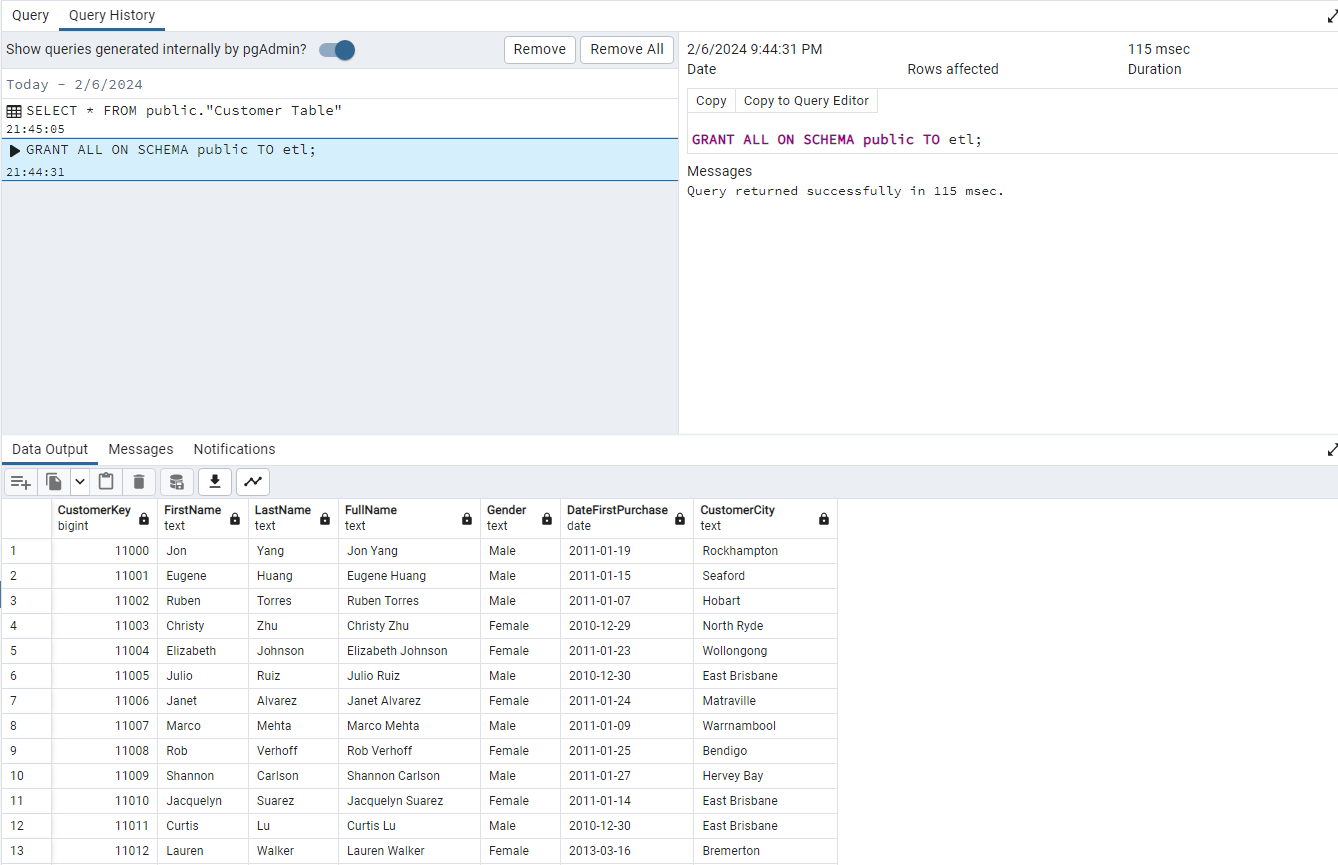 Query Query History
Show queries generated internally by pgAdmin? Remove Remove All
Today - 2/6/2024
SELECT * FROM public."Customer Table"
21:45:05
GRANT ALL ON SCHEMA public TO etl;
21:44:31
2/6/2024 9:44:31 PM 115 msec
Date Rows affected Duration
Copy Copy to Query Editor
GRANT ALL ON SCHEMA public TO etl;
Messages
Query returned successfully in 115 msec.
Data Output Messages Notifications
CustomerKey FirstName LastName FullName Gender DateFirstPurchase CustomerCity
bigint text text text text date text
1 11000 Jon Yang Jon Yang Male 2011-01-19 Rockhampton
2 11001 Eugene Huang Eugene Huang Male 2011-01-15 Seaford
3 11002 Ruben Torres Ruben Torres Male 2011-01-07 Hobart
4 11003 Christy Zhu Christy Zhu Female 2010-12-29 North Ryde
5 11004 Elizabeth Johnson Elizabeth Johnson Female 2011-01-23 Wollongong
6 11005 Julio Ruiz Julio Ruiz Male 2010-12-30 East Brisbane
7 11006 Janet Alvarez Janet Alvarez Female 2011-01-24 Matraville
8 11007 Marco Mehta Marco Mehta Male 2011-01-09 Warrnambool
9 11008 Rob Verhoff Rob Verhoff Female 2011-01-25 Bendigo
10 11009 Shannon Carlson Shannon Carlson Male 2011-01-27 Hervey Bay
11 11010 Jacquelyn Suarez Jacquelyn Suarez Female 2011-01-14 East Brisbane
12 11011 Curtis Lu Curtis Lu Male 2010-12-30 East Brisbane
13 11012 Lauren Walker Lauren Walker Female 2013-03-16 Bremerton